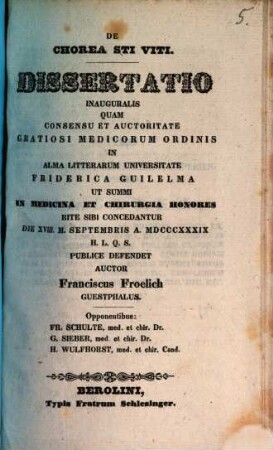 5.
DE
CHOREA STI VITI.
DISSERTATIO
INAUGURALIS
QUAM
CONSENSU ET AUCTORITATE
GRATIOSI MEDICORUM ORDINIS
IN
ALMA LITTERARUM UNIVERSITATE
FRIDERICA GUILELMA
UT SUMMI
IN MEDICINA ET CHIRURGIA HONORES
RITE SIBI CONCEDANTUR
DIE XVIII. M. SEPTEMBRIS A. MDCCCXXXIX
H. L. Q. S.
PUBLICE DEFENDET
AUCTOR
Franciscus Froelich
GUESTPHALUS.
Opponentibus:
FR. SCHULTE, med. et chir. Dr.
G. SIEBER, med. et chir. Dr.
H. WULFHORST, med. et chir. Cand.
BEROLINI,
Typis Fratrum Schlesinger.